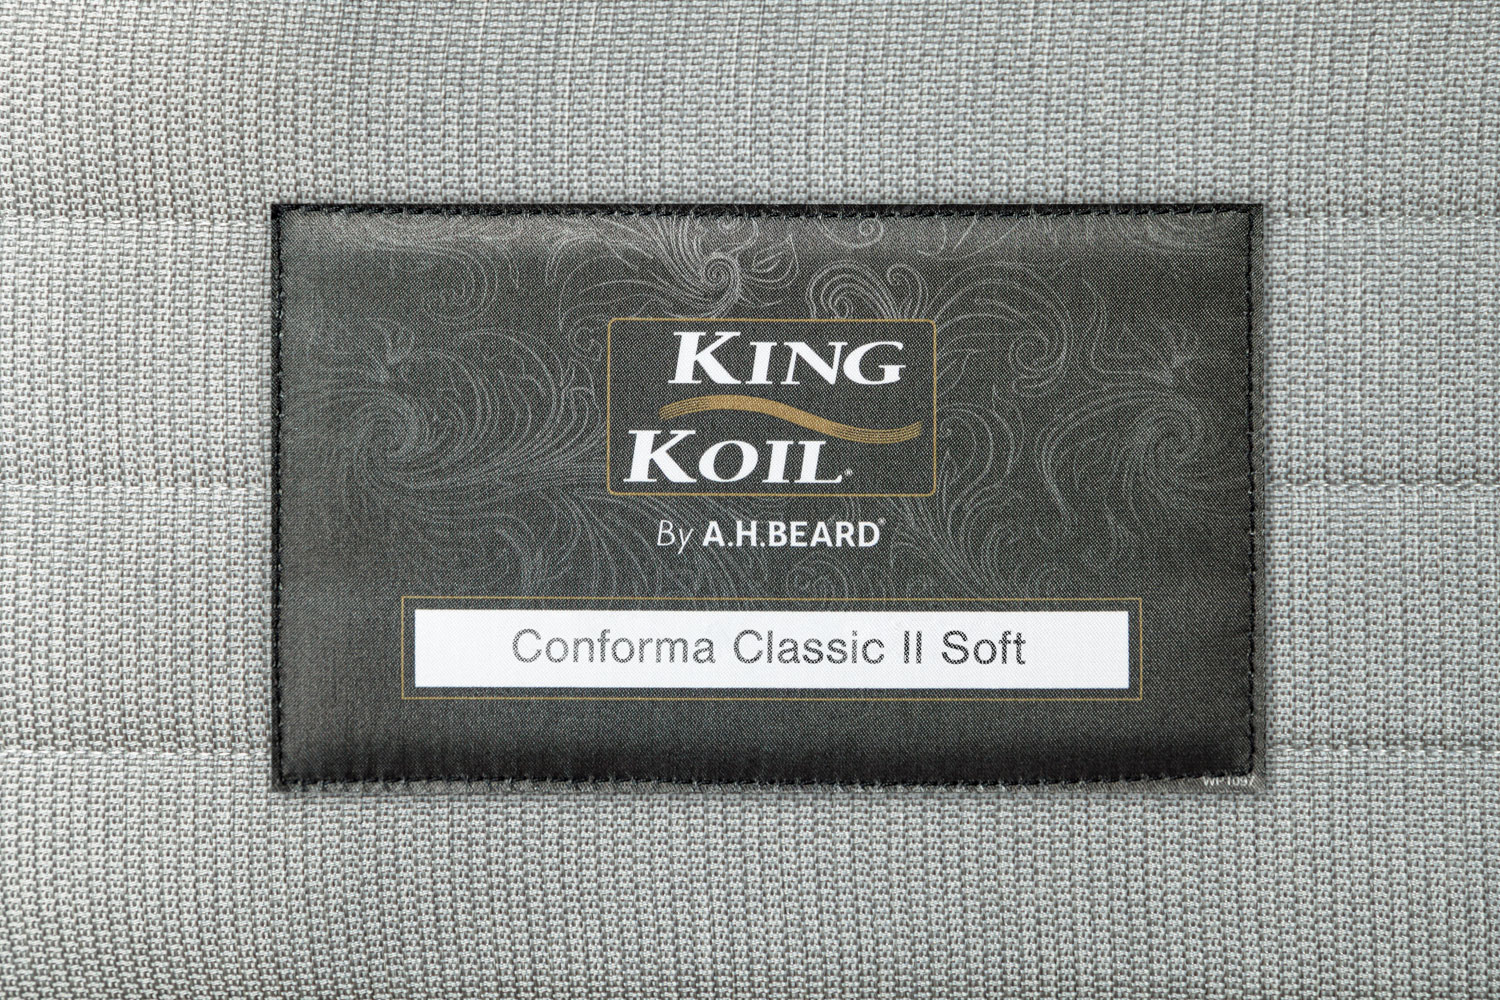 KING
KOIL®
By A.H.BEARD®
Conforma Classic II Soft